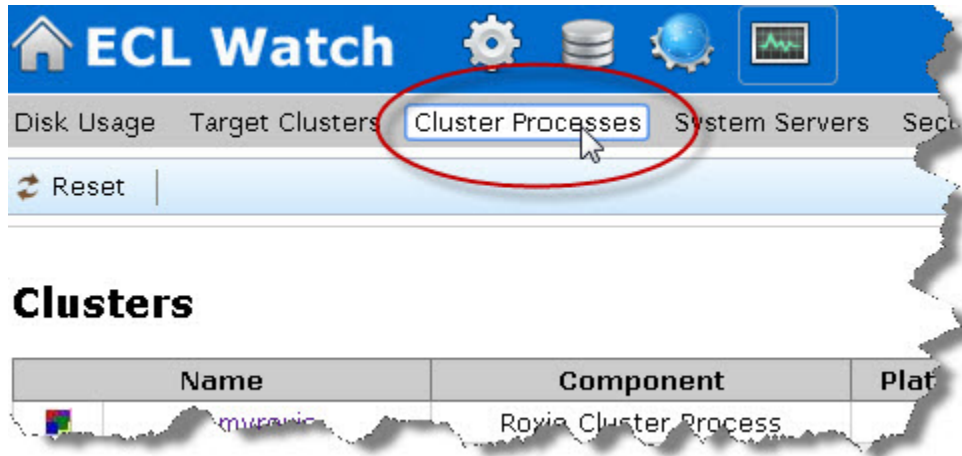 ECL Watch
Disk Usage Target Clusters Cluster Processes System Servers
Reset
Clusters
Name Component
Roxie Cluster Process